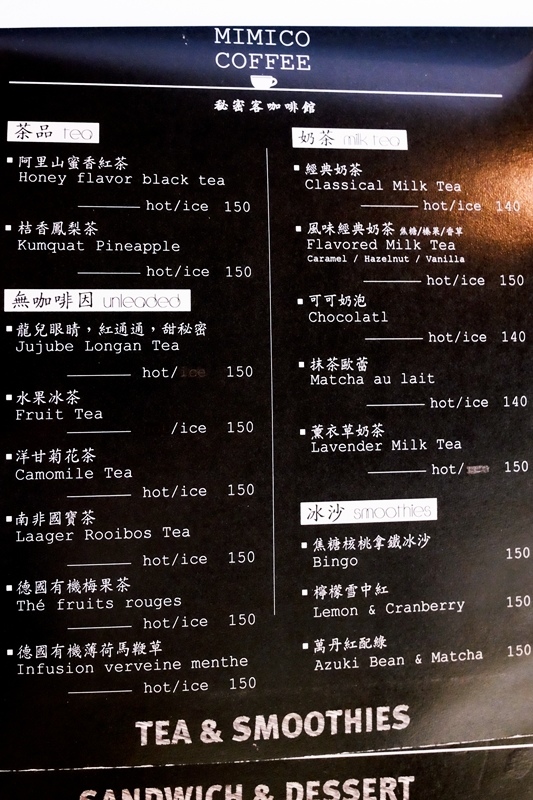 MIMICO
COFFEE
秘密客咖啡館
茶品 tea
阿里山蜜香紅茶
Honey flavor black tea
hot/ice 150
桔香鳳梨茶
Kumquat Pineapple
hot/ice 150
無咖啡因 unleaded
龍兒眼睛，紅通通，甜秘密
Jujube Longan Tea
hot/ice 150
水果冰茶
Fruit Tea
/ice 150
洋甘菊花茶
Camomile Tea
hot/ice 150
南非國寶茶
Laager Rooibos Tea
hot/ice 150
德國有機梅果茶
Thé fruits rouges
hot/ice 150
德國有機薄荷馬鞭草
Infusion verveine menthe
hot/ice 150
奶茶 milk tea
經典奶茶
Classical Milk Tea
hot/ice 140
風味經典奶茶 焦糖/榛果/香草
Flavored Milk Tea
Caramel / Hazelnut / Vanilla
hot/ice 150
可可奶泡
Chocolatl
hot/ice 140
抹茶歐蕾
Matcha au lait
hot/ice 140
薰衣草奶茶
Lavender Milk Tea
hot/ 150
冰沙 smoothies
焦糖核桃拿鐵冰沙
Bingo
150
檸檬雪中紅
Lemon & Cranberry
150
萬丹紅配綠
Azuki Bean & Matcha
150
TEA & SMOOTHIES
SANDWICH & DESSERT